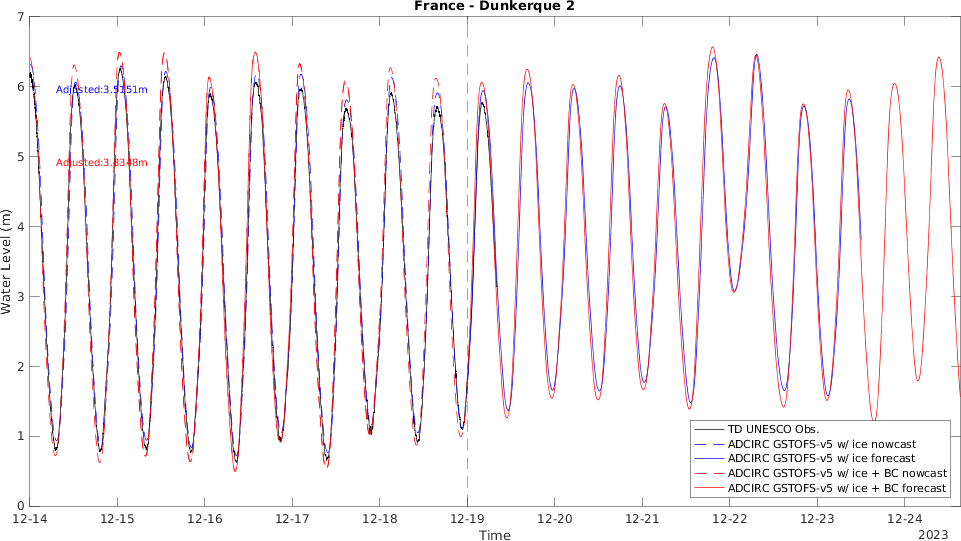 France - Dunkerque 2
7
6
5
4
3
2
1
0
Water Level (m)
Adjusted:3.5151m
Adjusted:3.8348m
TD UNESCO Obs.
ADCIRC GSTOFS-v5 w/ ice nowcast
ADCIRC GSTOFS-v5 w/ ice forecast
ADCIRC GSTOFS-v5 w/ ice + BC nowcast
ADCIRC GSTOFS-v5 w/ ice + BC forecast
12-14 12-15 12-16 12-17 12-18 12-19 12-20 12-21 12-22 12-23 12-24
Time
2023